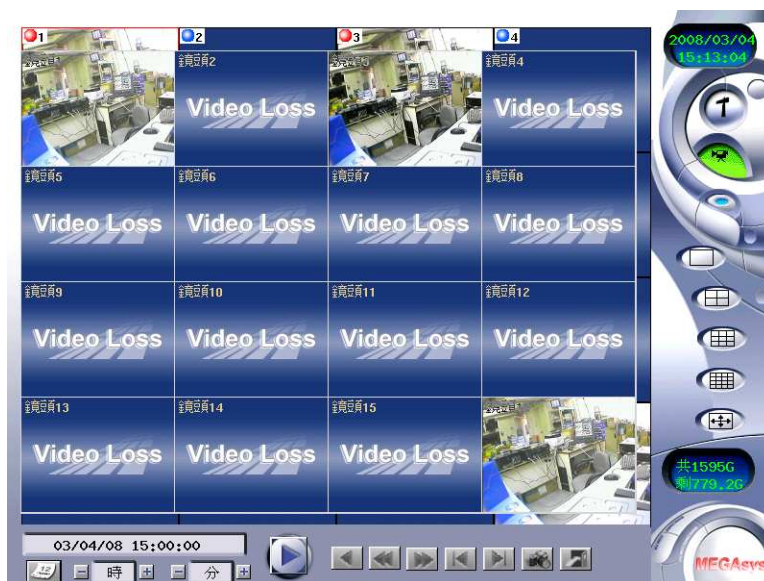 1
2
3
4
2008/03/04
15:13:04
鏡頭2
鏡頭4
Video Loss
Video Loss
鏡頭5
鏡頭6
鏡頭7
鏡頭8
Video Loss
Video Loss
Video Loss
Video Loss
鏡頭9
鏡頭10
鏡頭11
鏡頭12
Video Loss
Video Loss
Video Loss
Video Loss
鏡頭13
鏡頭14
鏡頭15
Video Loss
Video Loss
Video Loss
共1595G
剩779.2G
03/04/08 15:00:00
12
時
分
MEGAsys